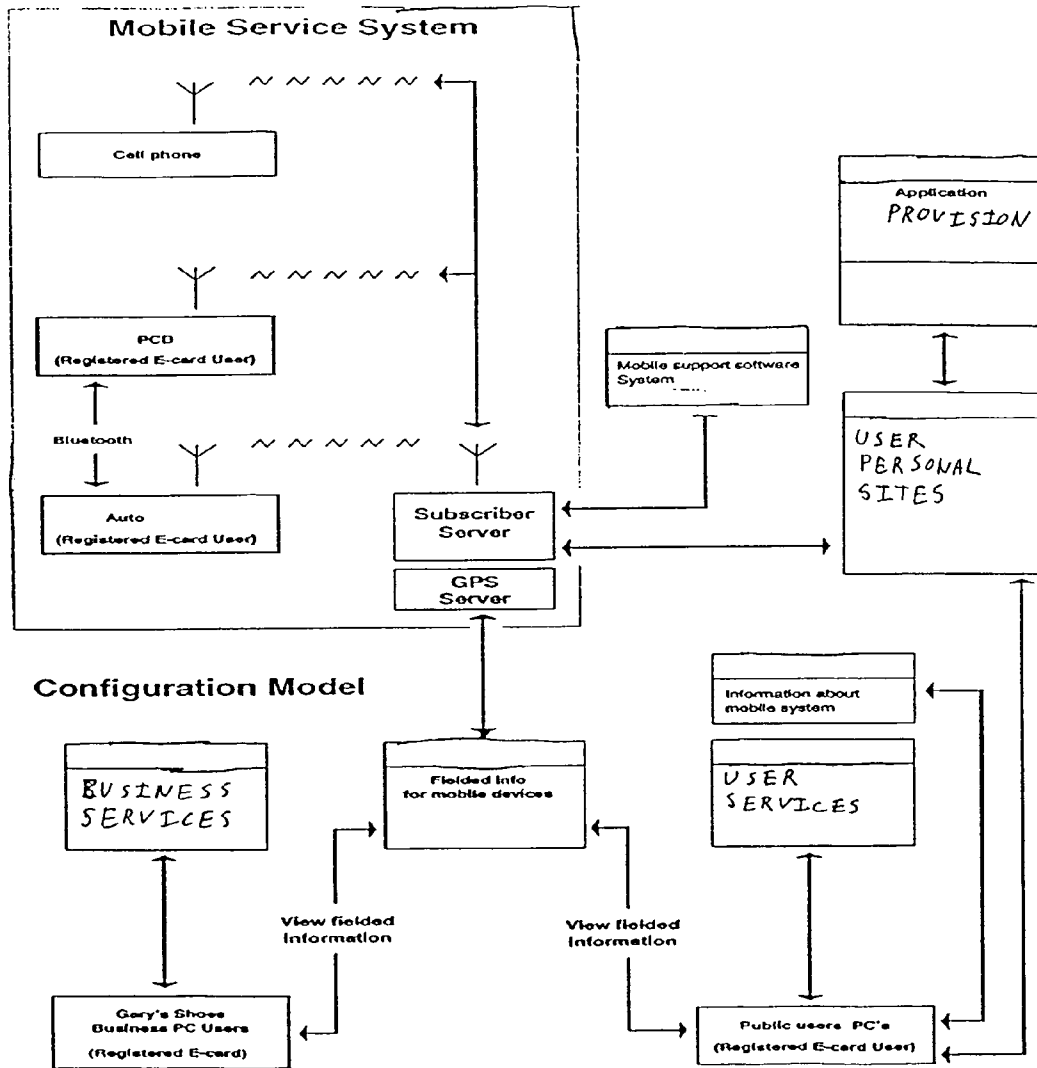 Mobile Service System
Cell phone
PCD
(Registered E-card User)
Bluetooth
Auto
(Registered E-card User)
Subscriber
Server
GPS
Server
Mobile support software
System
Application
PROVISION
USER
PERSONAL
SITES
Configuration Model
BUSINESS
SERVICES
Fielded Info
for mobile devices
Information about
mobile system
USER
SERVICES
View fielded
Information
View fielded
Information
Gary's Shoes
Business PC Users
(Registered E-card)
Public users PC's
(Registered E-card User)